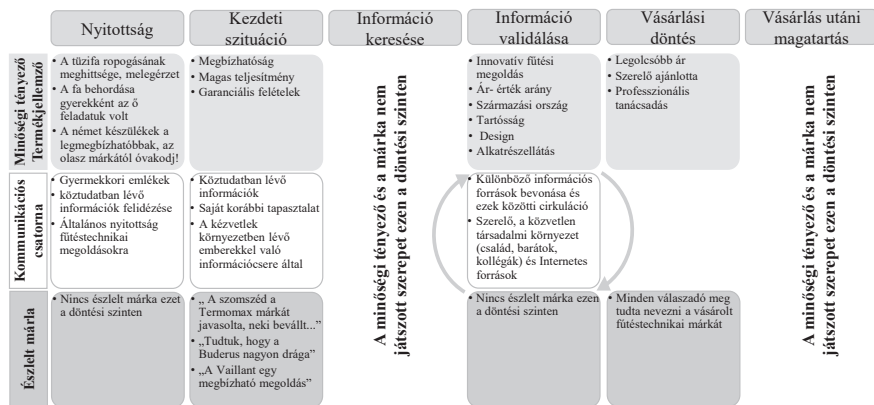 Nyitottság
Kezdeti
szituáció
Információ
keresése
Információ
validálása
Vásárlási
döntés
Vásárlás utáni
magatartás
Minőségi tényező
Termékjellemző
• A tűzifa ropogásának
meghittsége, melegérzet
• A fa behordása
gyerekként az ő
feladatuk volt
• A német készülékek a
legmegbízhatóbbak, az
olasz márkától óvakodj!
• Megbízhatóság
• Magas teljesítmény
• Garanciális feltételek
A minőségi tényező és a márka nem
játszott szerepet ezen a döntési szinten
• Innovatív fűtési
megoldás
• Ár- érték arány
• Származási ország
• Tartósság
• Design
• Alkatrészellátás
• Legolcsóbb ár
• Szerelő ajánlotta
• Professzionális
tanácsadás
A minőségi tényező és a márka nem
játszott szerepet ezen a döntési szinten
Kommunikációs
csatorna
• Gyermekkori emlékek
• köztudatban lévő
információk felidézése
• Általános nyitottság
fűtéstechnikai
megoldásokra
• Köztudatban lévő
információk
• Saját korábbi tapasztalat
• A kézvetlek
környezetben lévő
emberekkel való
információcsere által
• Különböző információs
források bevonása és
ezek közötti cirkuláció
• Szerelő, a közvetlen
társadalmi környezet
(család, barátok,
kollégák) és Internetes
források
Észlelt márla
• Nincs észlelt márka ezet
a döntési szinten
• „ A szomszéd a
Termomax márkát
javasolta, neki bevállt...”
• „Tudtuk, hogy a
Buderus nagyon drága”
• „A Vaillant egy
megbízható megoldás”
• Nincs észlelt márka ezen
a döntési szinten
• Minden válaszadó meg
tudta nevezni a vásárolt
fűtéstechnikai márkát